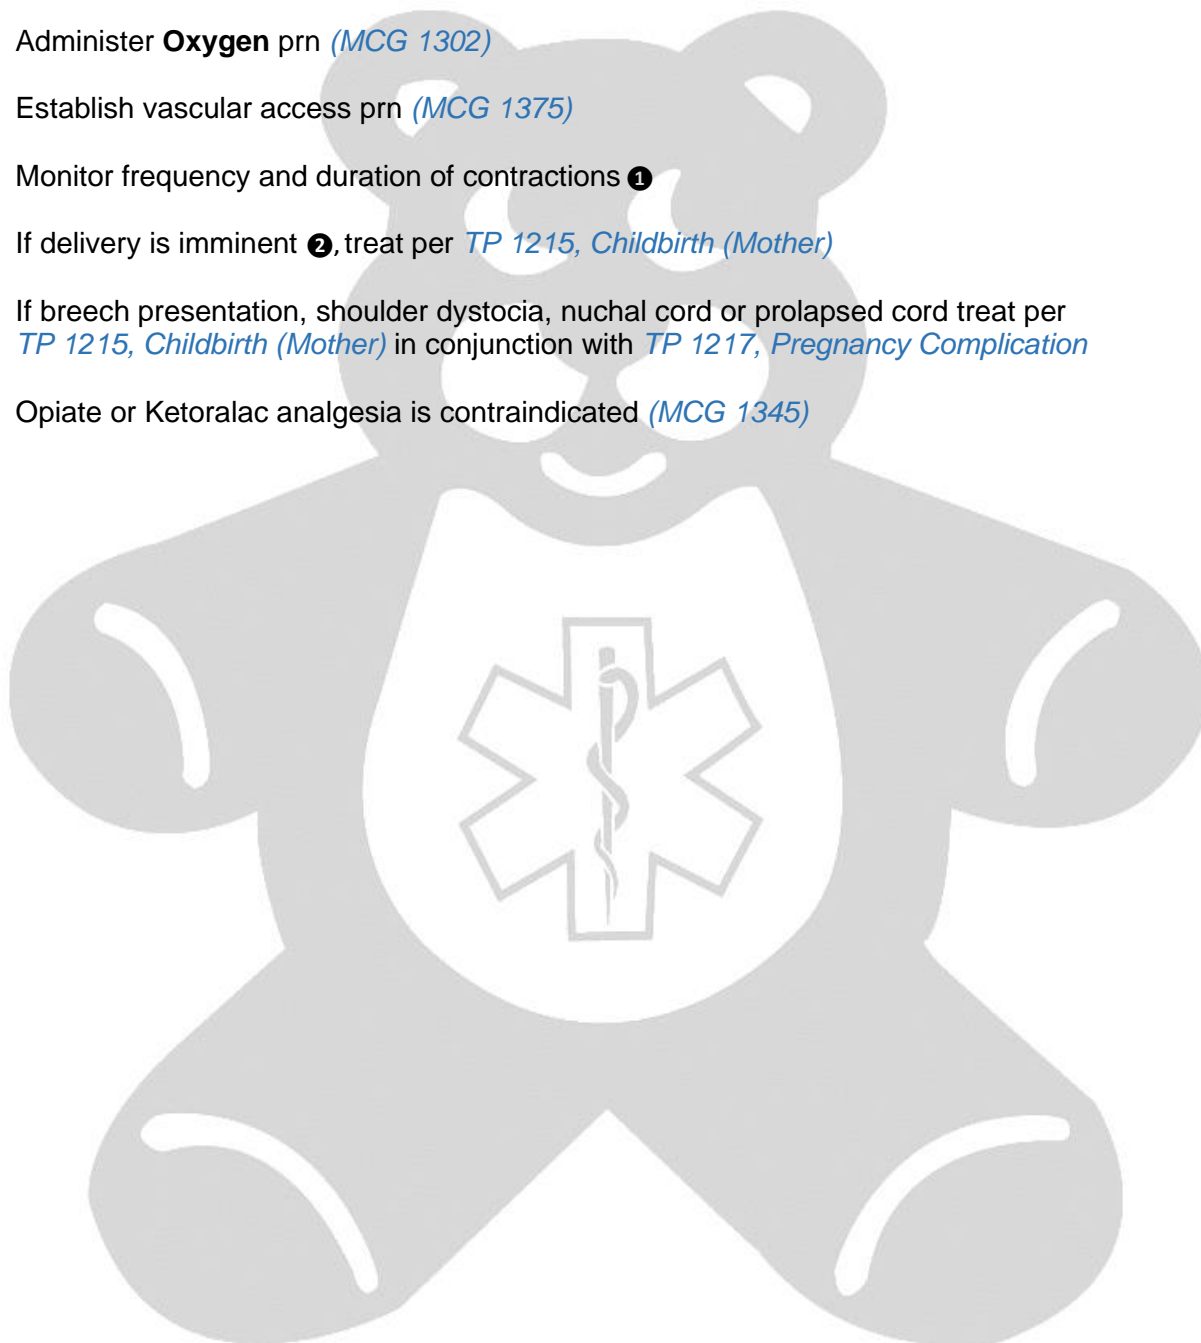 Administer Oxygen prn (MCG 1302)
Establish vascular access prn (MCG 1375)
Monitor frequency and duration of contractions ❶
If delivery is imminent ❷, treat per TP 1215, Childbirth (Mother)
If breech presentation, shoulder dystocia, nuchal cord or prolapsed cord treat per
TP 1215, Childbirth (Mother) in conjunction with TP 1217, Pregnancy Complication
Opiate or Ketoralac analgesia is contraindicated (MCG 1345)